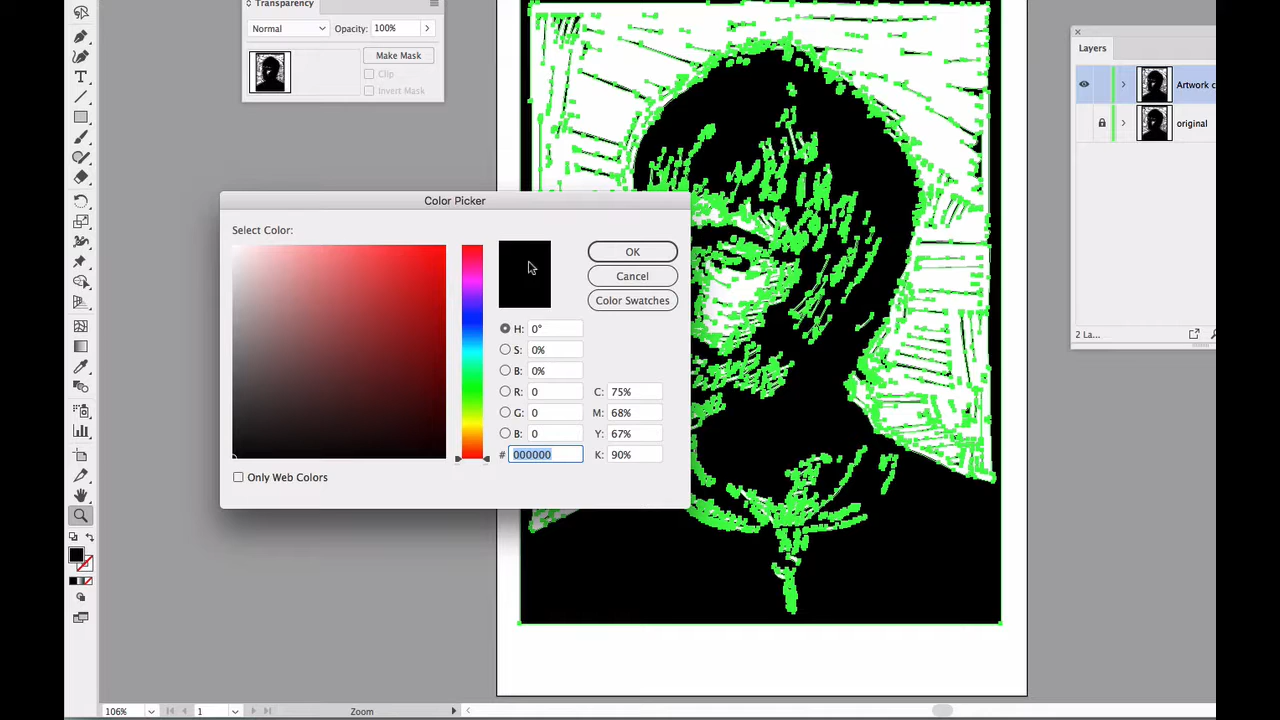 Transparency
Normal
Opacity: 100%
Make Mask
Clip
Invert Mask
Layers
Artwork c
original
2 La...
Color Picker
Select Color:
OK
Cancel
Color Swatches
H: 0°
S: 0%
B: 0%
R: 0 C: 75%
G: 0 M: 68%
B: 0 Y: 67%
# 000000 K: 90%
Only Web Colors
106% 1 Zoom